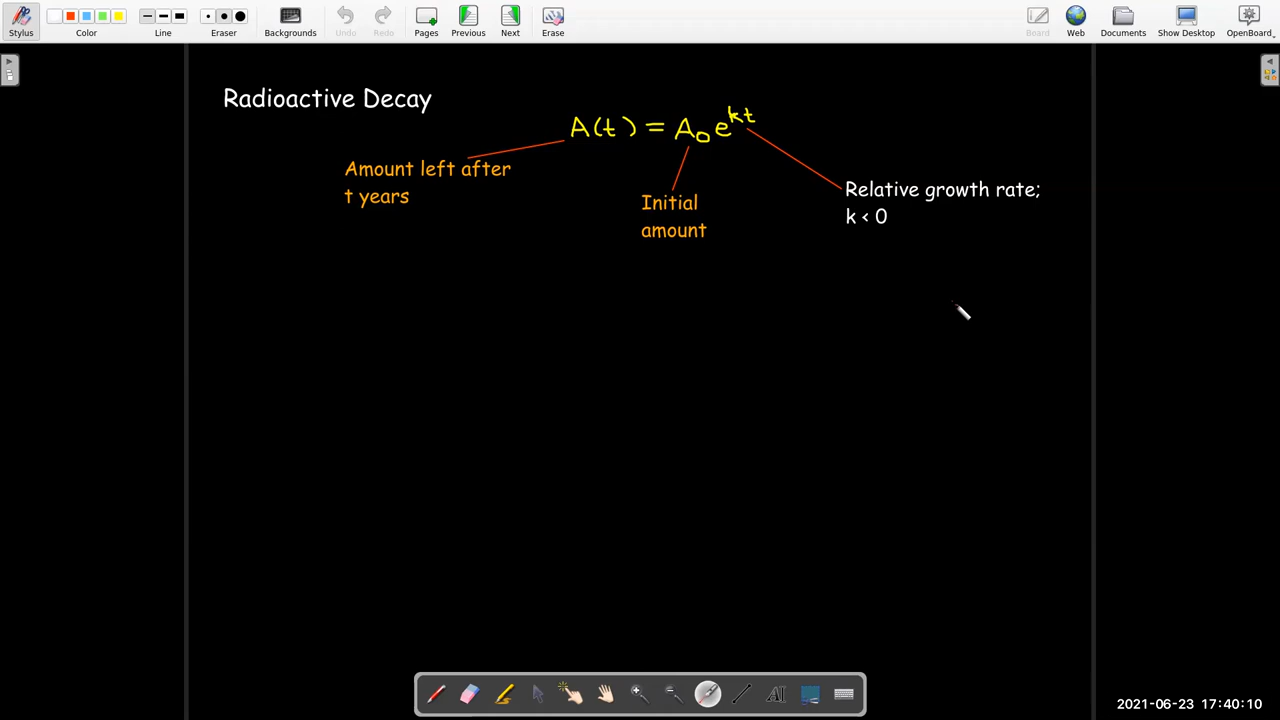 Stylus Color Line Eraser Backgrounds Undo Redo Pages Previous Next Erase Board Web Documents Show Desktop OpenBoard
Radioactive Decay
A(t) = A₀e^{kt}
Amount left after
t years
Initial
amount
Relative growth rate;
k < 0
AI
2021-06-23 17:40:10